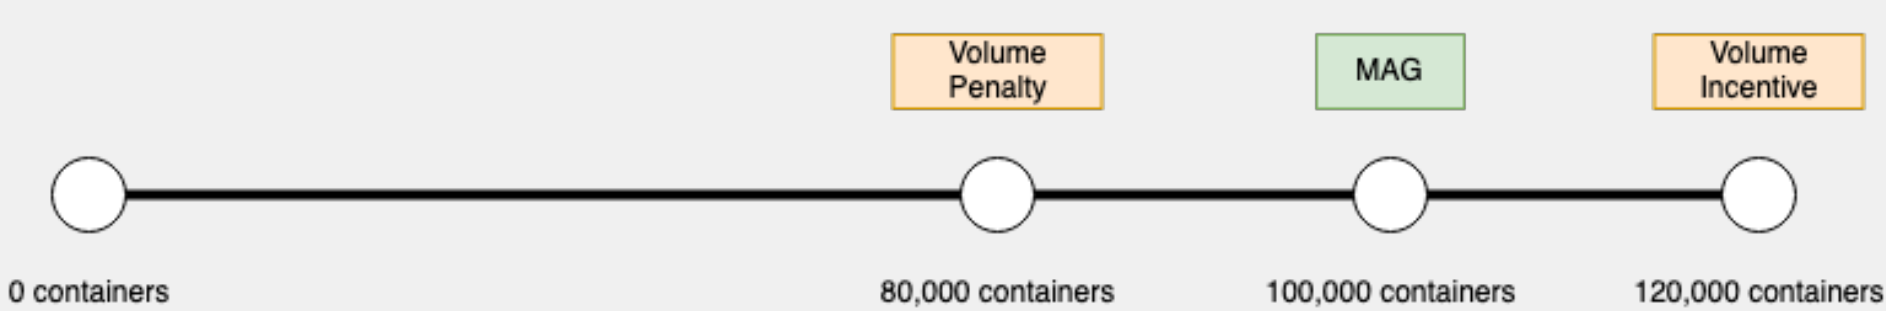 Volume
Penalty
MAG
Volume
Incentive
0 containers
80,000 containers
100,000 containers
120,000 containers